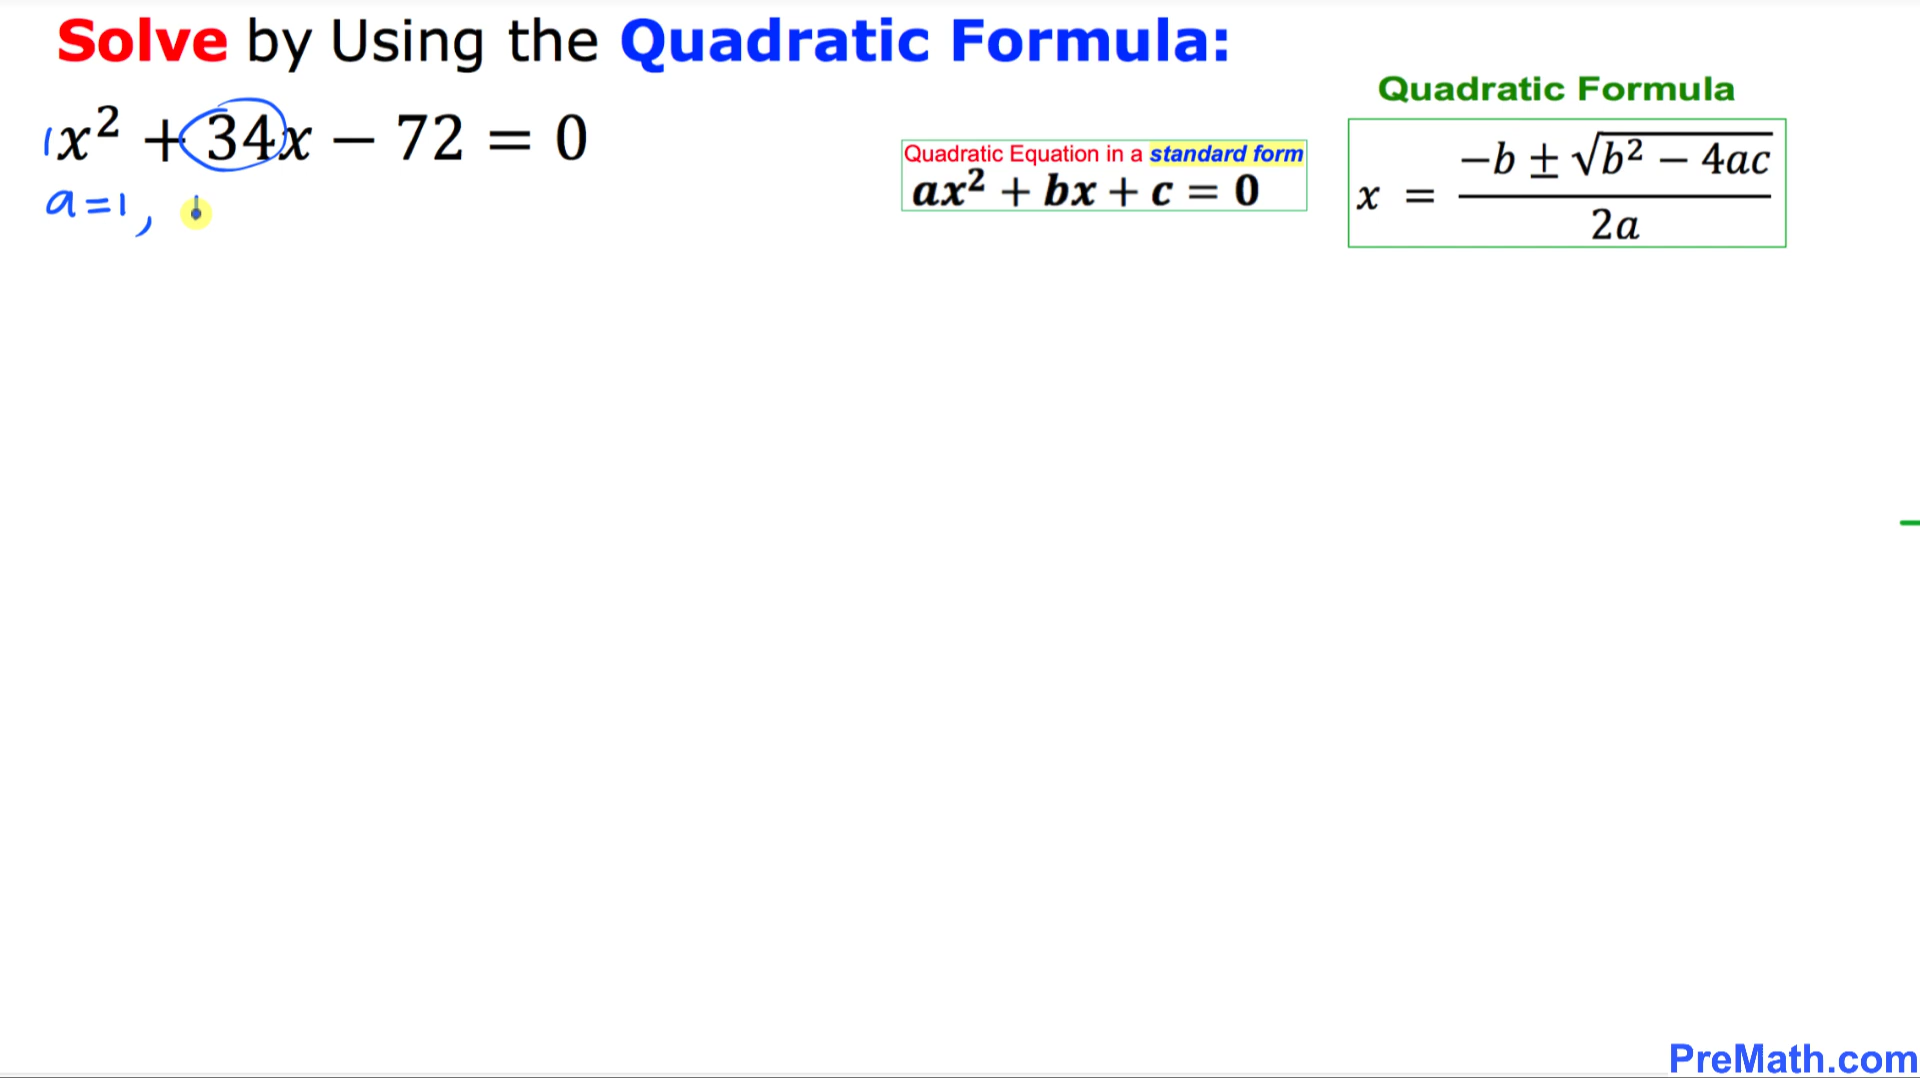 Solve by Using the Quadratic Formula:
1x² + 34x − 72 = 0
a=1,
Quadratic Equation in a standard form
ax² + bx + c = 0
Quadratic Formula
x = (−b ± √(b² − 4ac)) / 2a
PreMath.com